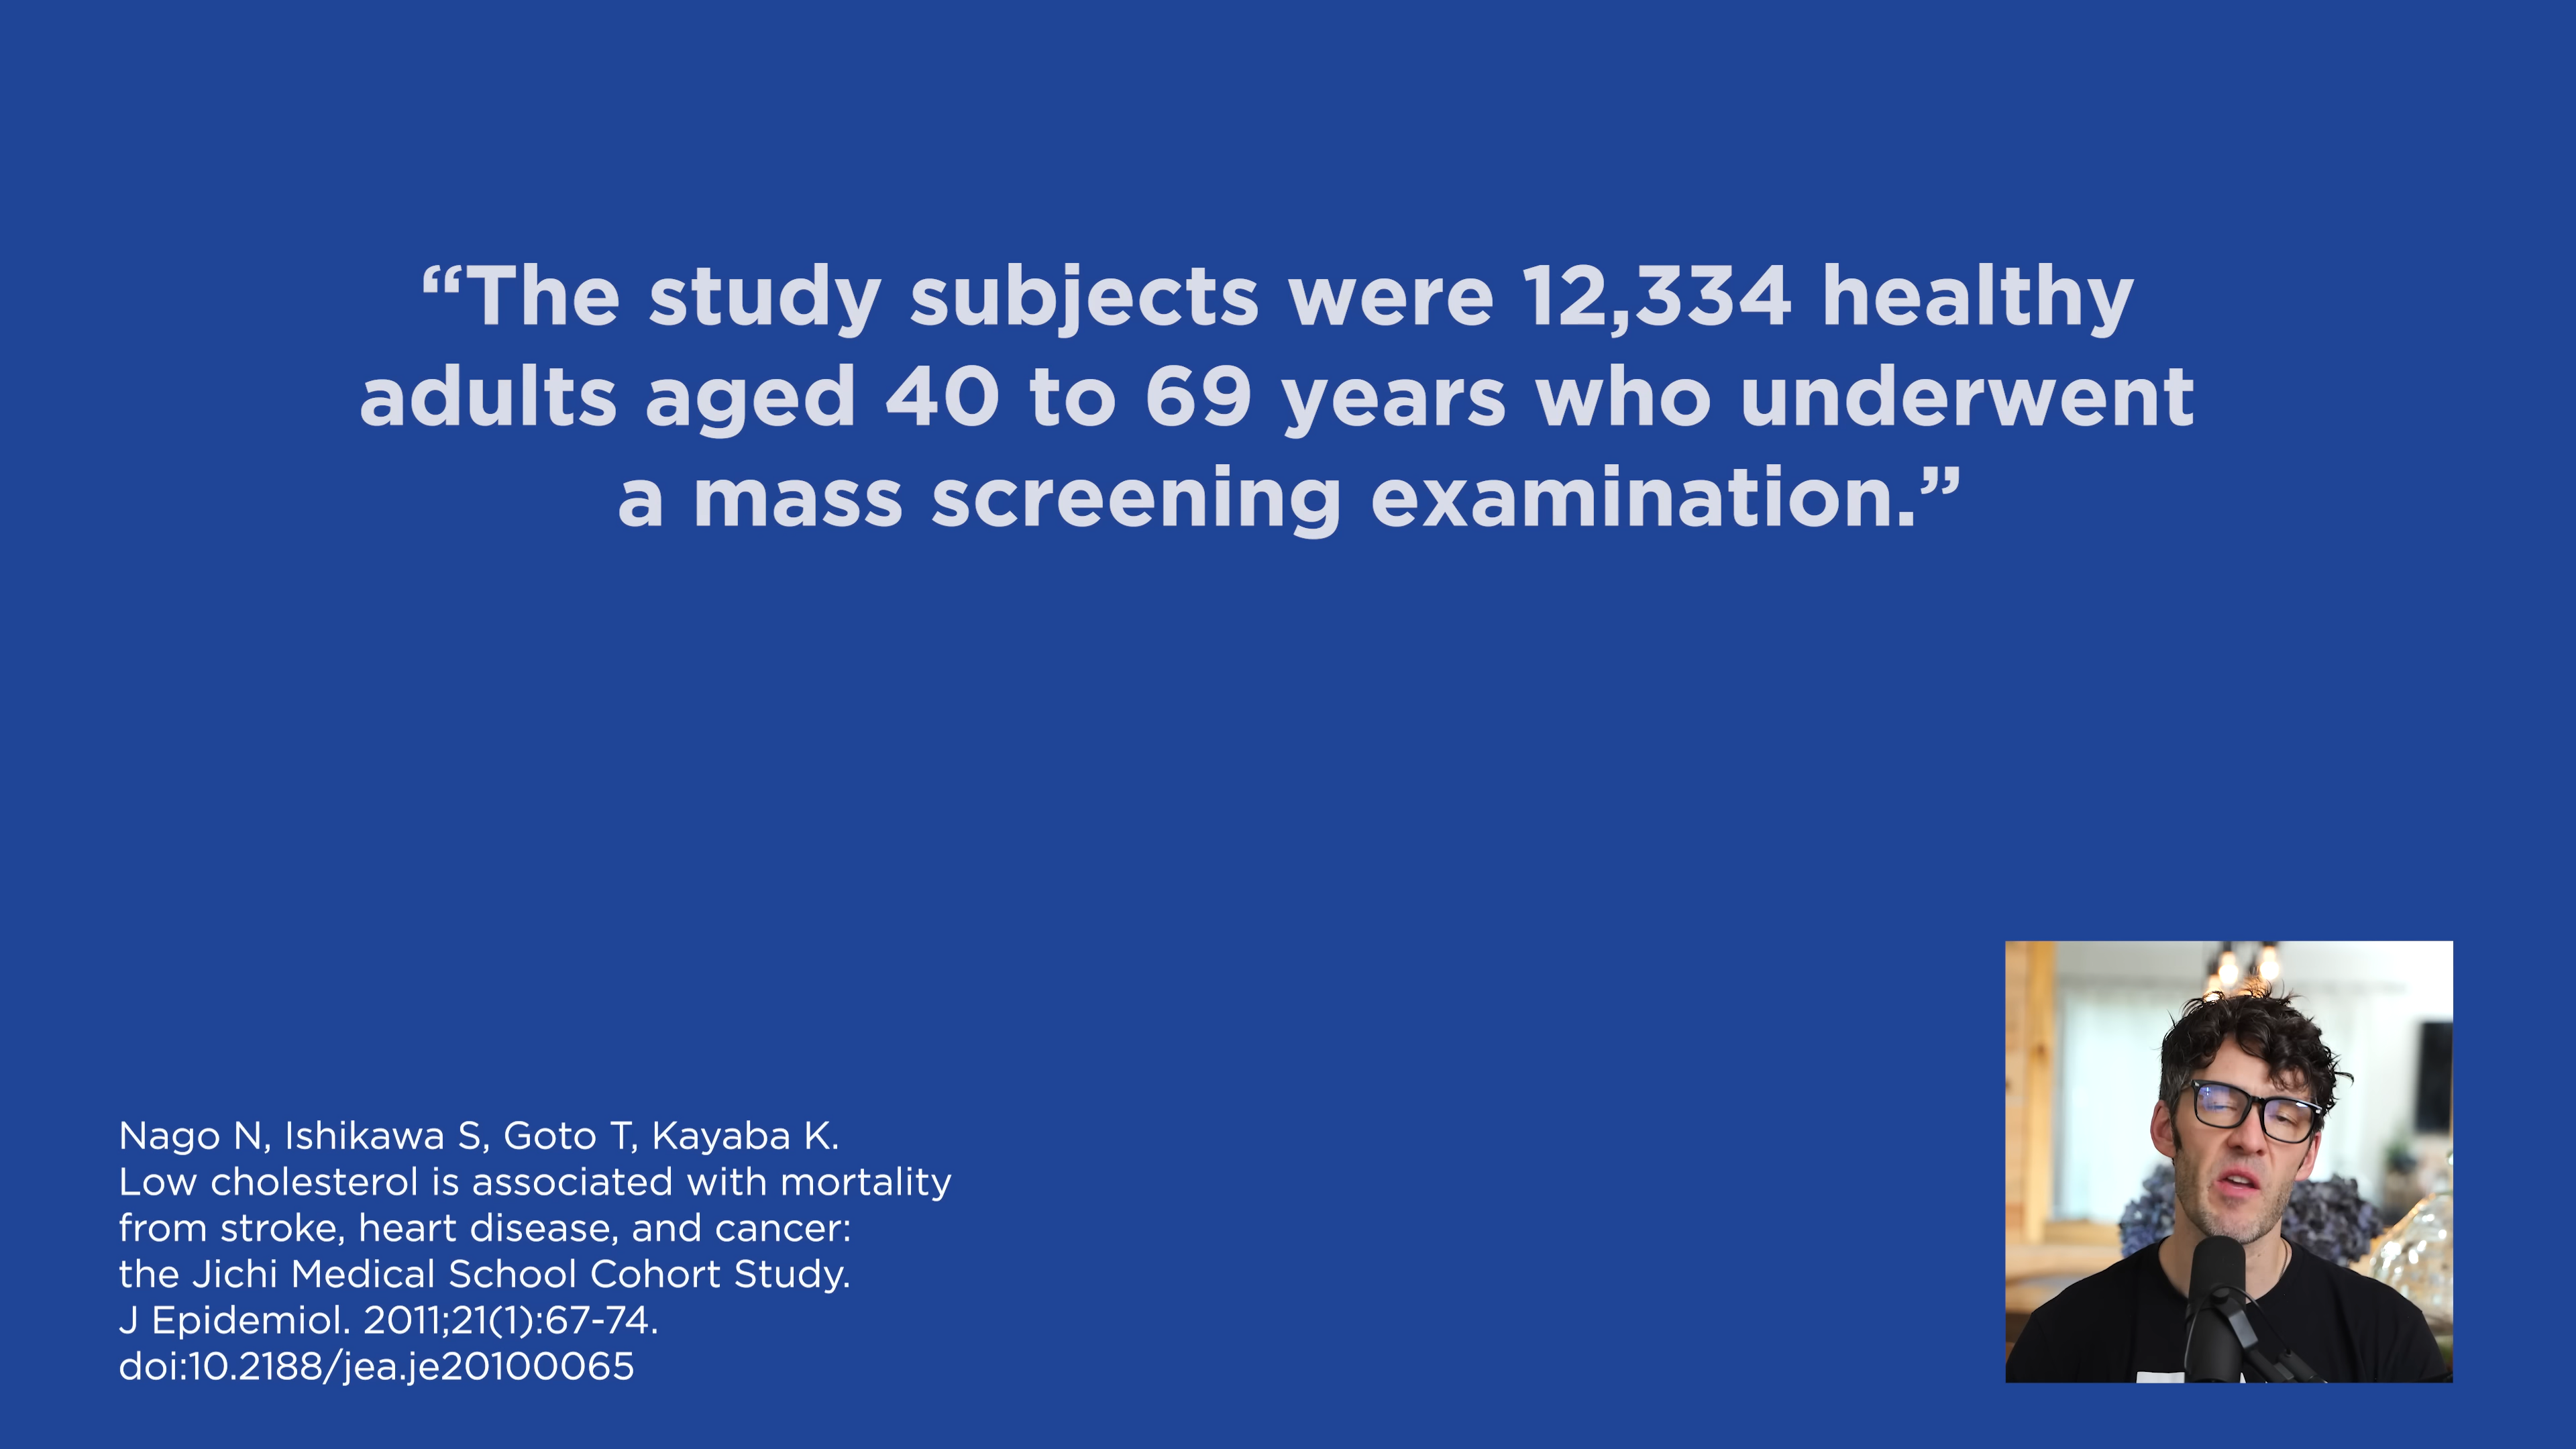 “The study subjects were 12,334 healthy
adults aged 40 to 69 years who underwent
a mass screening examination.”
Nago N, Ishikawa S, Goto T, Kayaba K.
Low cholesterol is associated with mortality
from stroke, heart disease, and cancer:
the Jichi Medical School Cohort Study.
J Epidemiol. 2011;21(1):67-74.
doi:10.2188/jea.je20100065